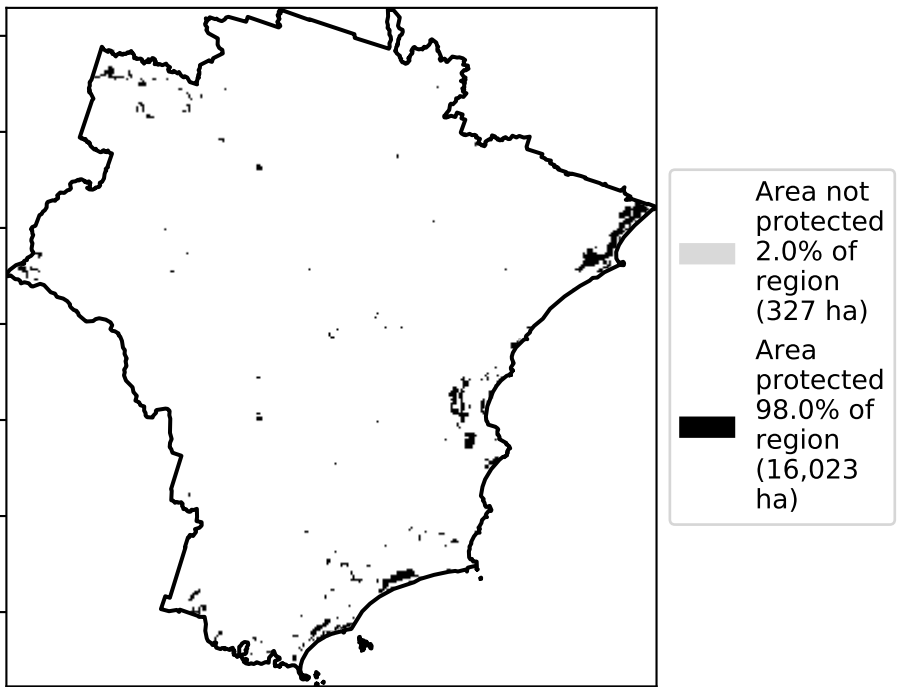 Area not
protected
2.0% of
region
(327 ha)
Area
protected
98.0% of
region
(16,023
ha)